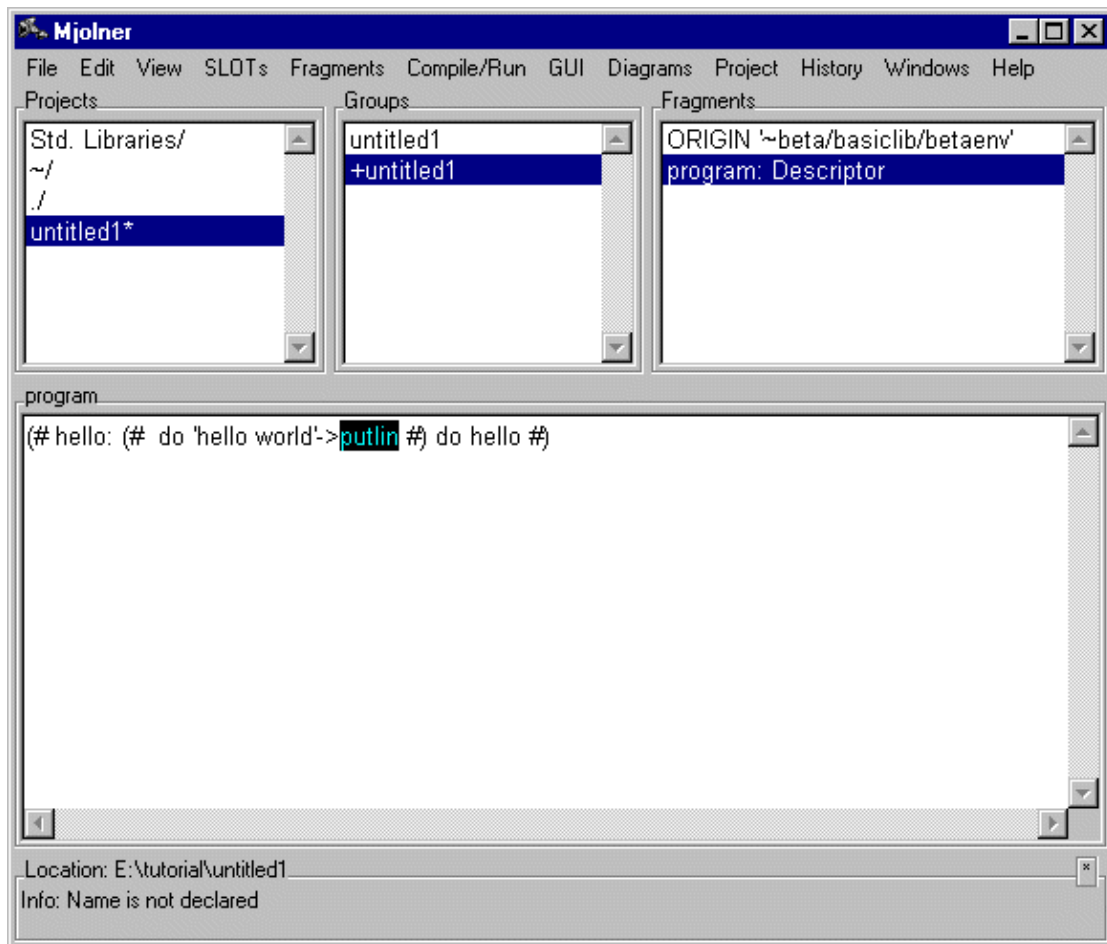 Mjolner
File Edit View SLOTs Fragments Compile/Run GUI Diagrams Project History Windows Help
Projects
Std. Libraries/
~/
./
untitled1*
Groups
untitled1
+untitled1
Fragments
ORIGIN '~beta/basiclib/betaenv'
program: Descriptor
program
(# hello: (# do 'hello world'->putlin #) do hello #)
Location: E:\tutorial\untitled1
Info: Name is not declared